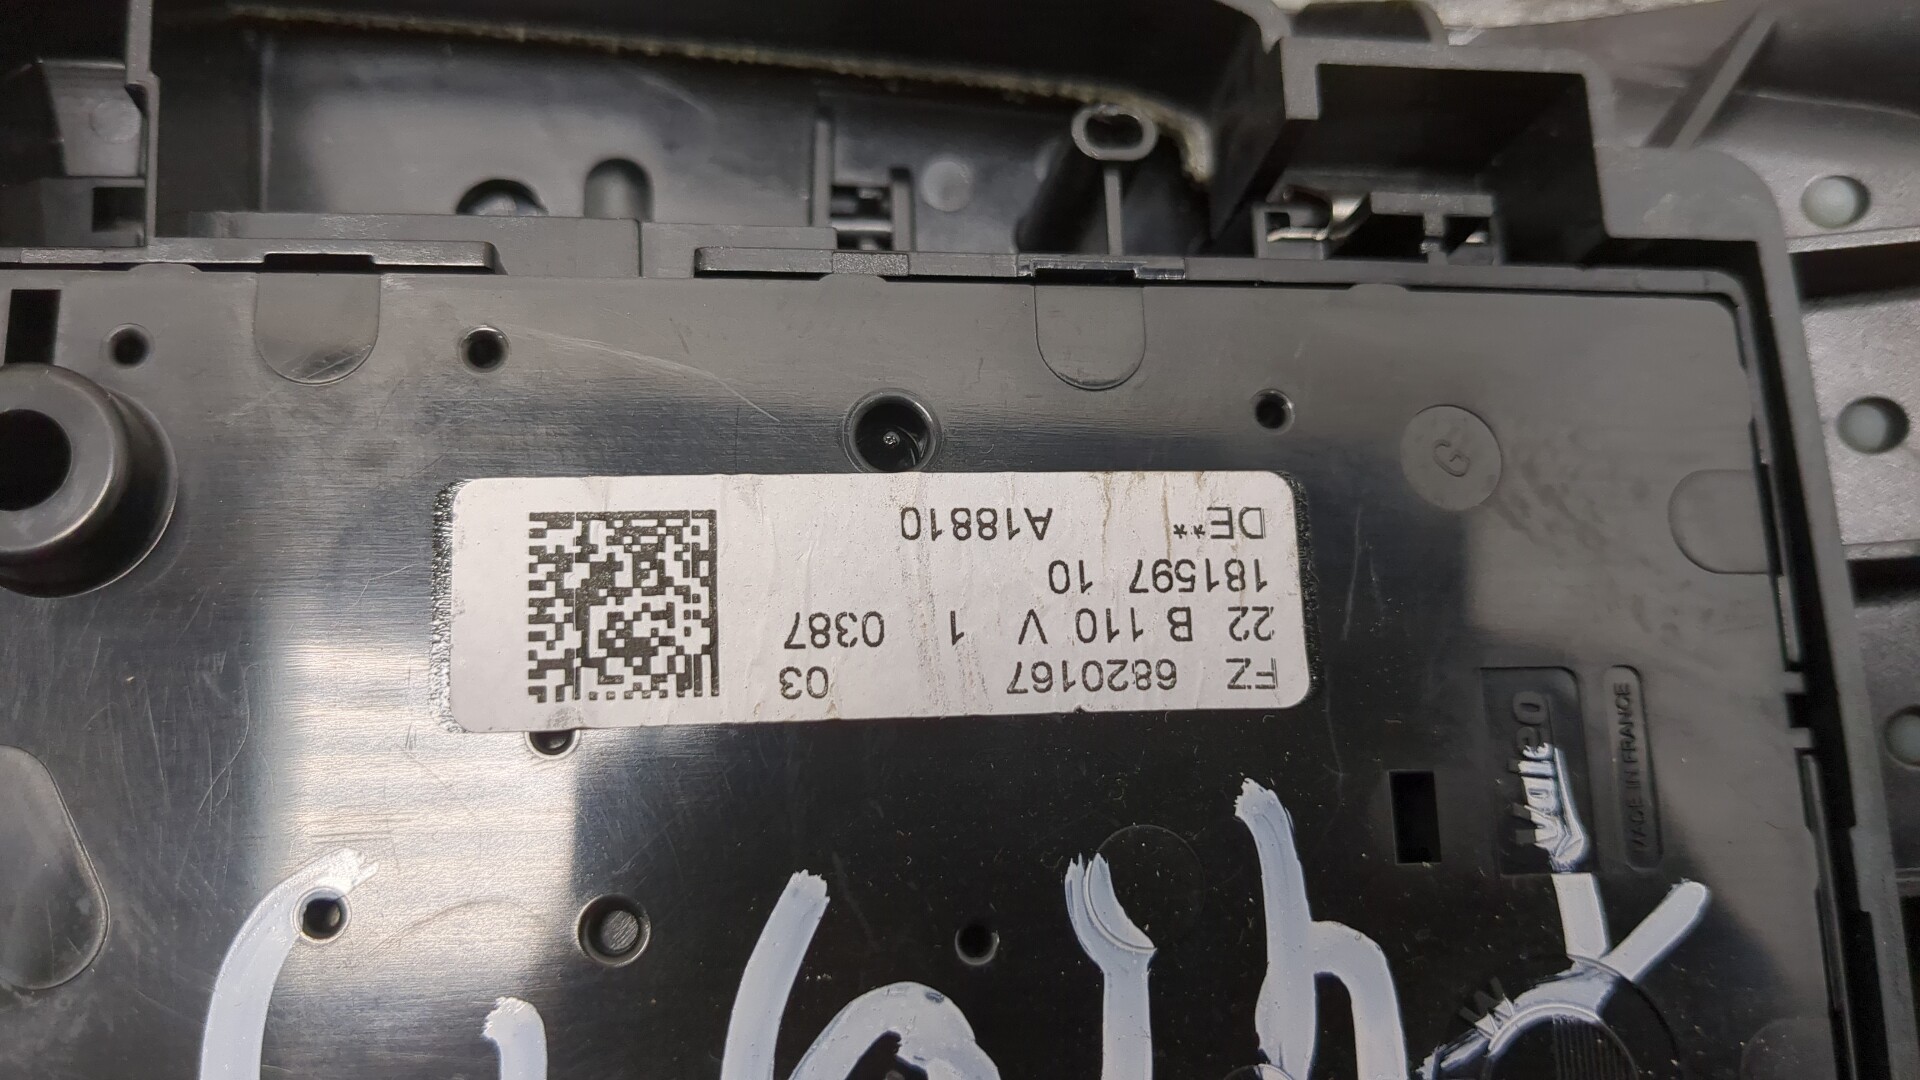 FZ 6820167 03
22 B 110 V 1 0387
181597 10
DE** A18810
G
Valeo
MADE IN FRANCE